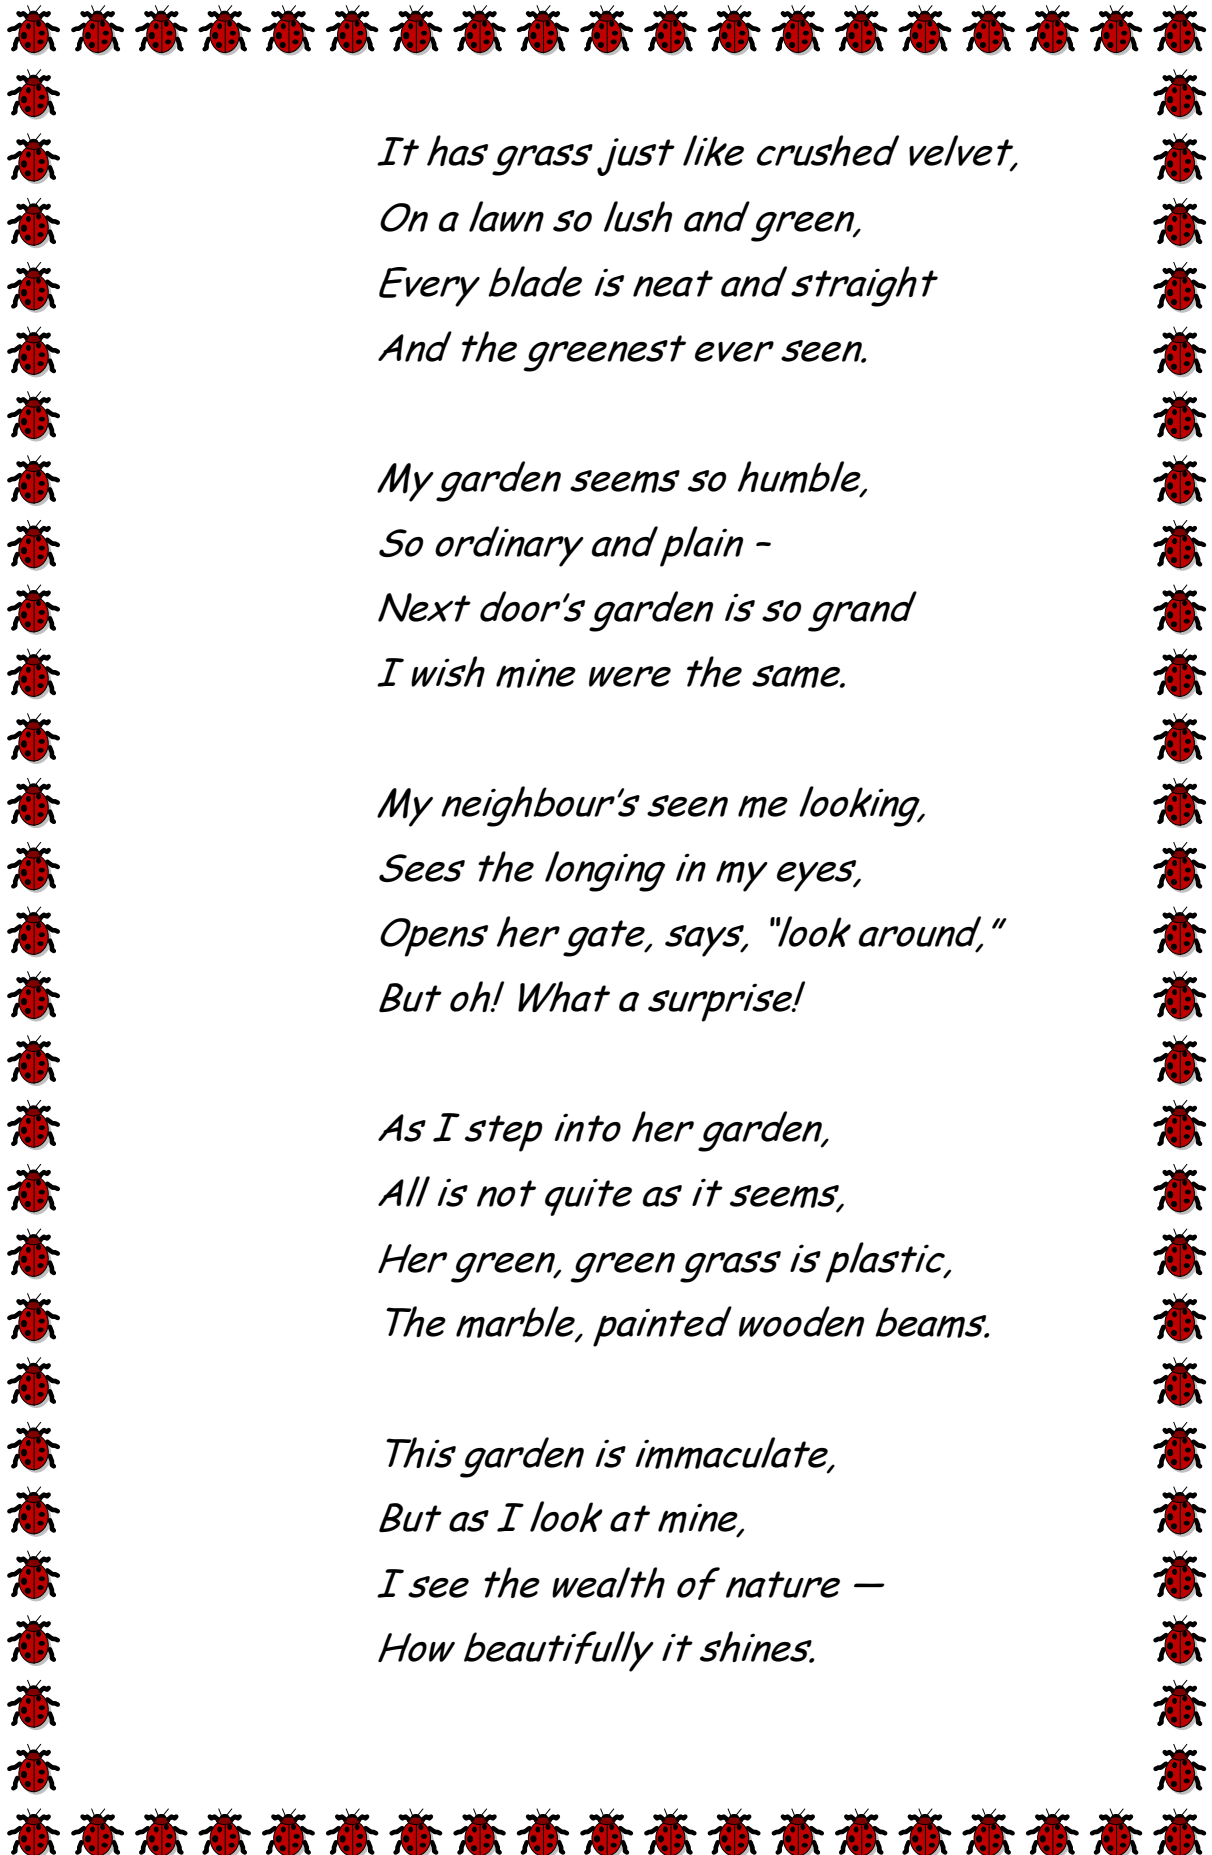 It has grass just like crushed velvet,
On a lawn so lush and green,
Every blade is neat and straight
And the greenest ever seen.

My garden seems so humble,
So ordinary and plain –
Next door’s garden is so grand
I wish mine were the same.

My neighbour’s seen me looking,
Sees the longing in my eyes,
Opens her gate, says, “look around,”
But oh! What a surprise!

As I step into her garden,
All is not quite as it seems,
Her green, green grass is plastic,
The marble, painted wooden beams.

This garden is immaculate,
But as I look at mine,
I see the wealth of nature —
How beautifully it shines.